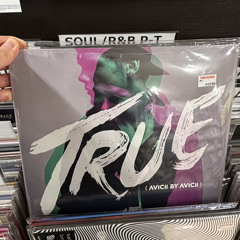 SOUL/R&B P-T
TRUE
(AVICII BY AVICII)